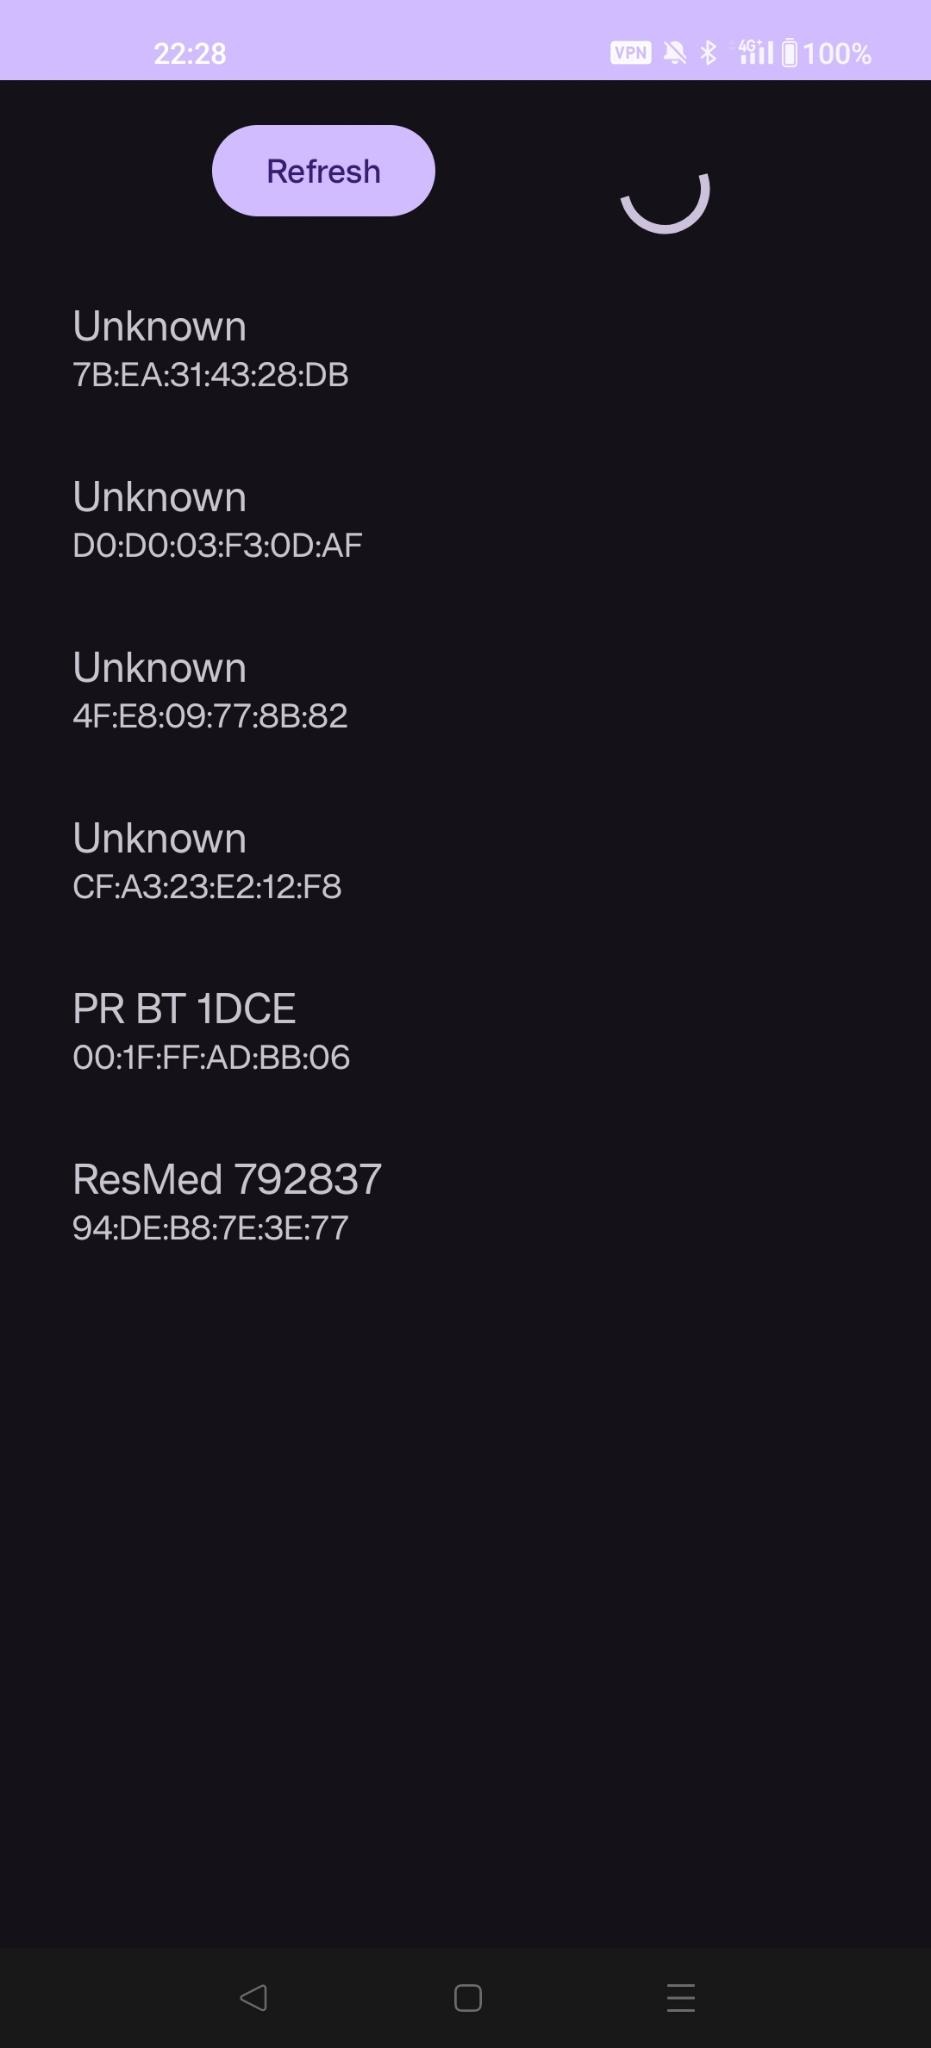 22:28
VPN 4G+ 100%
Refresh
Unknown
7B:EA:31:43:28:DB
Unknown
D0:D0:03:F3:0D:AF
Unknown
4F:E8:09:77:8B:82
Unknown
CF:A3:23:E2:12:F8
PR BT 1DCE
00:1F:FF:AD:BB:06
ResMed 792837
94:DE:B8:7E:3E:77